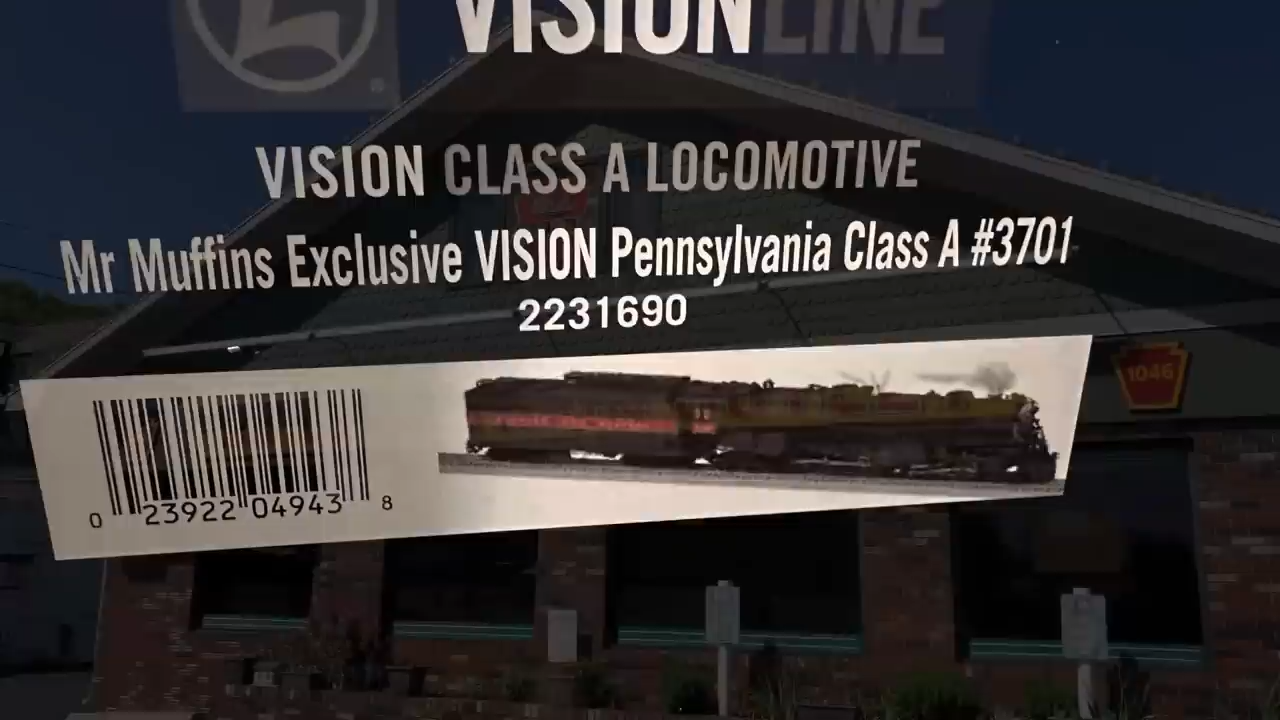 VISIONLINE
VISION CLASS A LOCOMOTIVE
Mr Muffins Exclusive VISION Pennsylvania Class A #3701
2231690
1046
0 23922 04943 8